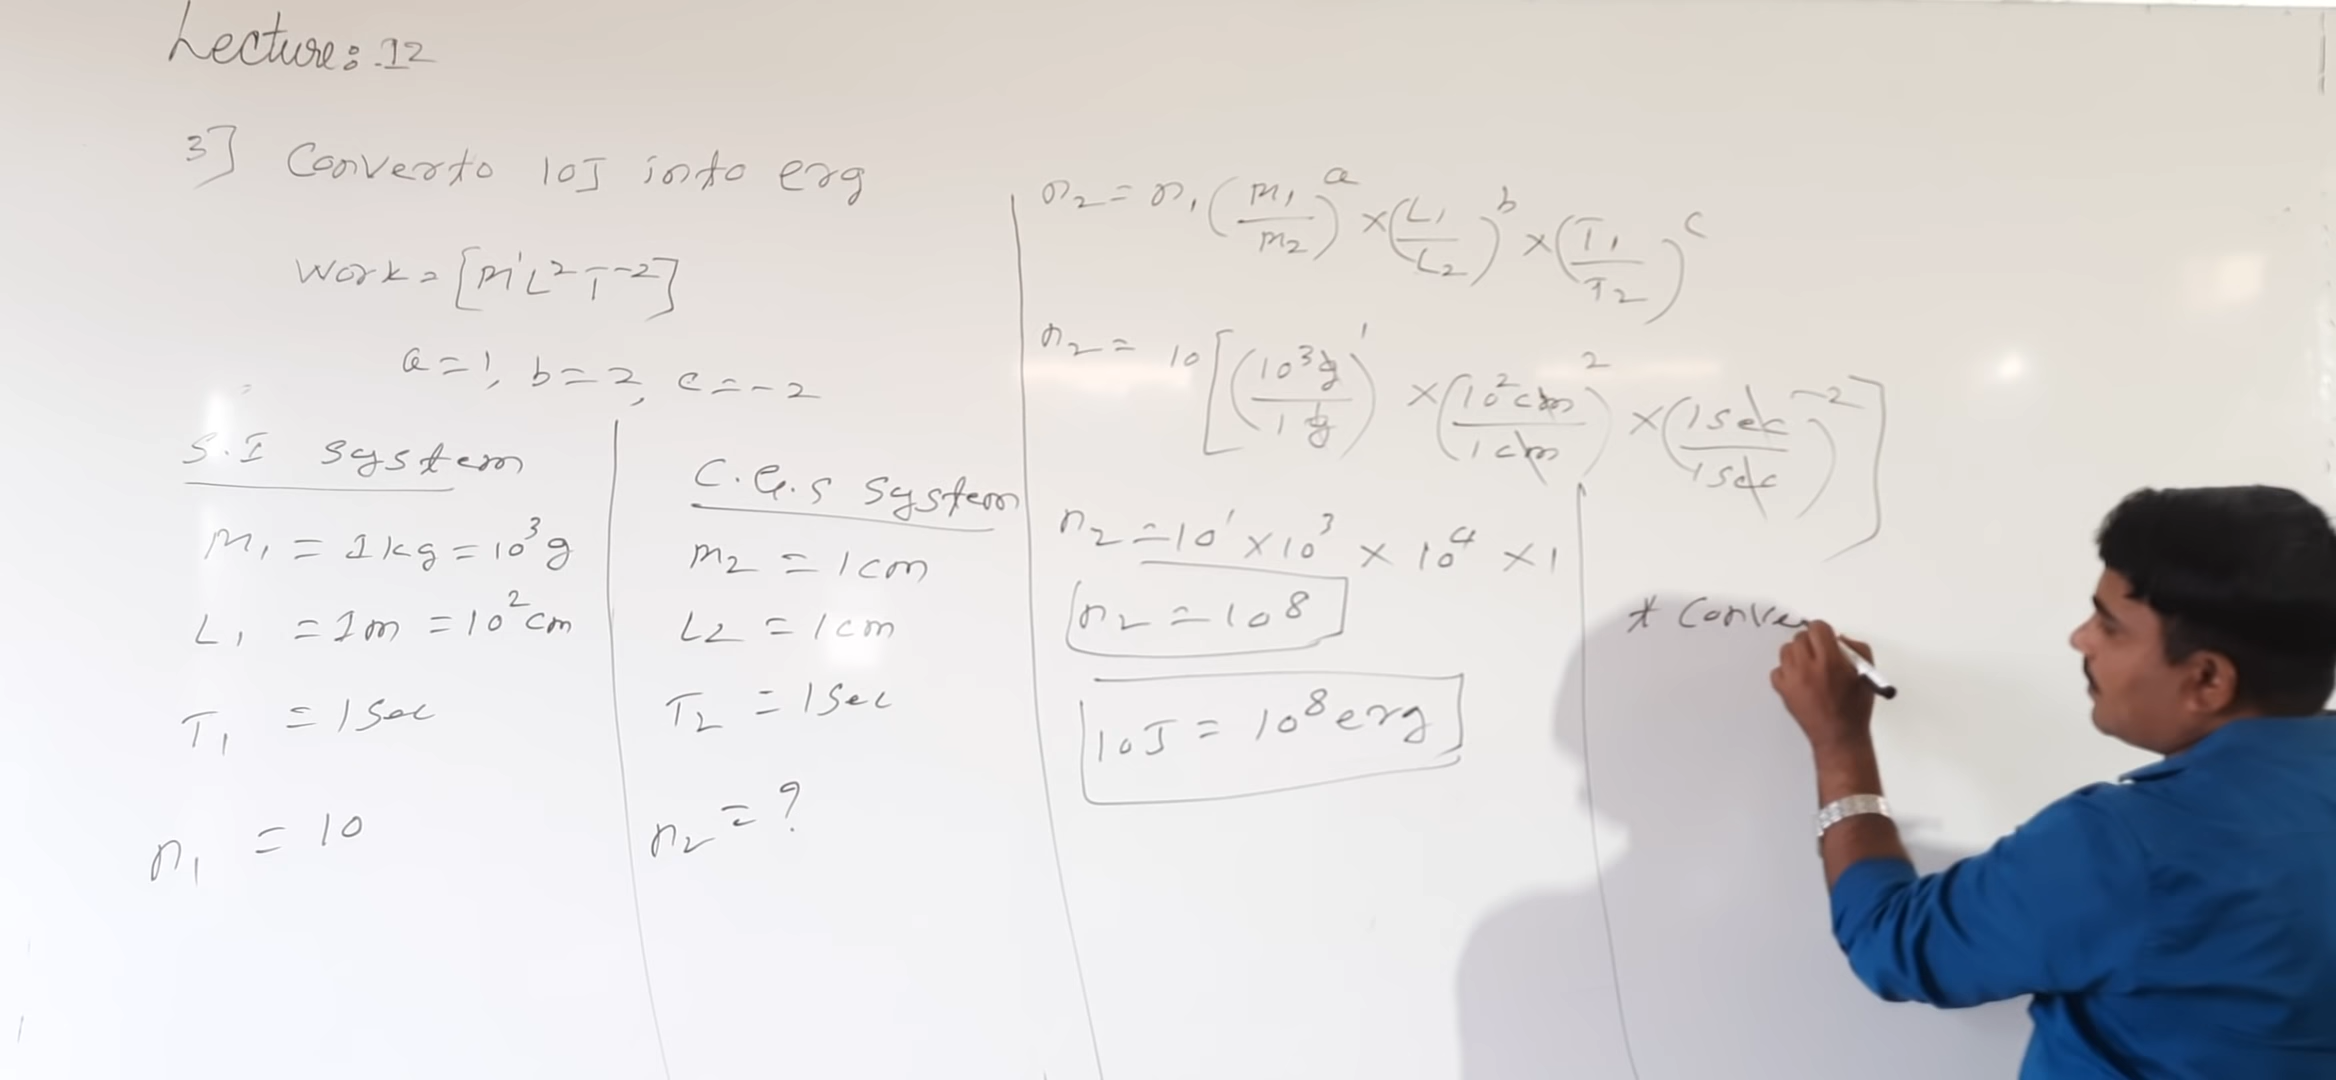 Lecture: 12
3] Converto 10J into erg
Work = [M¹L²T⁻²]
a=1, b=2, c=-2
S.I System
M₁ = 1kg = 10³g
L₁ = 1m = 10²cm
T₁ = 1Sec
n₁ = 10
C.G.S System
M₂ = 1cm
L₂ = 1cm
T₂ = 1Sec
n₂ = ?
n₂ = n₁ (M₁/M₂)ᵃ × (L₁/L₂)ᵇ × (T₁/T₂)ᶜ
n₂ = 10 [(10³g/1g)¹ × (10²cm/1cm)² × (1sec/1sec)⁻²]
n₂ = 10¹ × 10³ × 10⁴ × 1
n₂ = 10⁸
10J = 10⁸ erg
* Conve